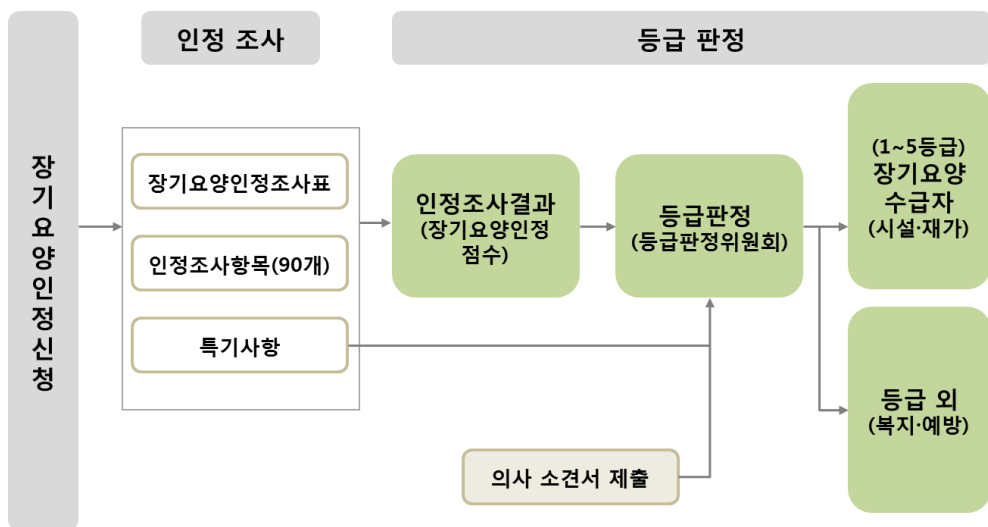 인정 조사
등급 판정
장기요양인정신청
장기요양인정조사표
인정조사항목(90개)
특기사항
인정조사결과
(장기요양인정
점수)
등급판정
(등급판정위원회)
(1~5등급)
장기요양
수급자
(시설·재가)
등급 외
(복지·예방)
의사 소견서 제출